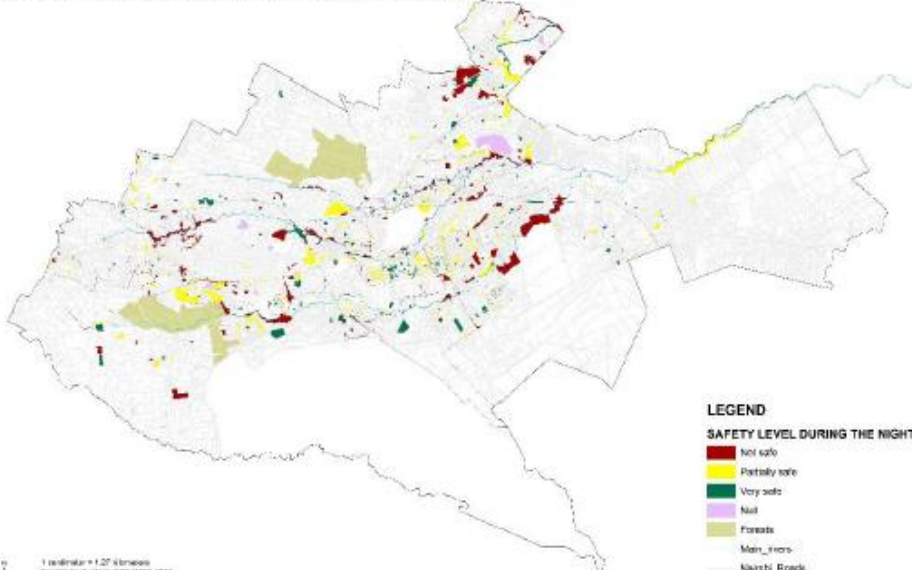 LEGEND
SAFETY LEVEL DURING THE NIGHT
Not safe
Partially safe
Very safe
Null
Forests
Main_rivers
Nairobi_Roads
1 centimeter = 1.27 kilometers